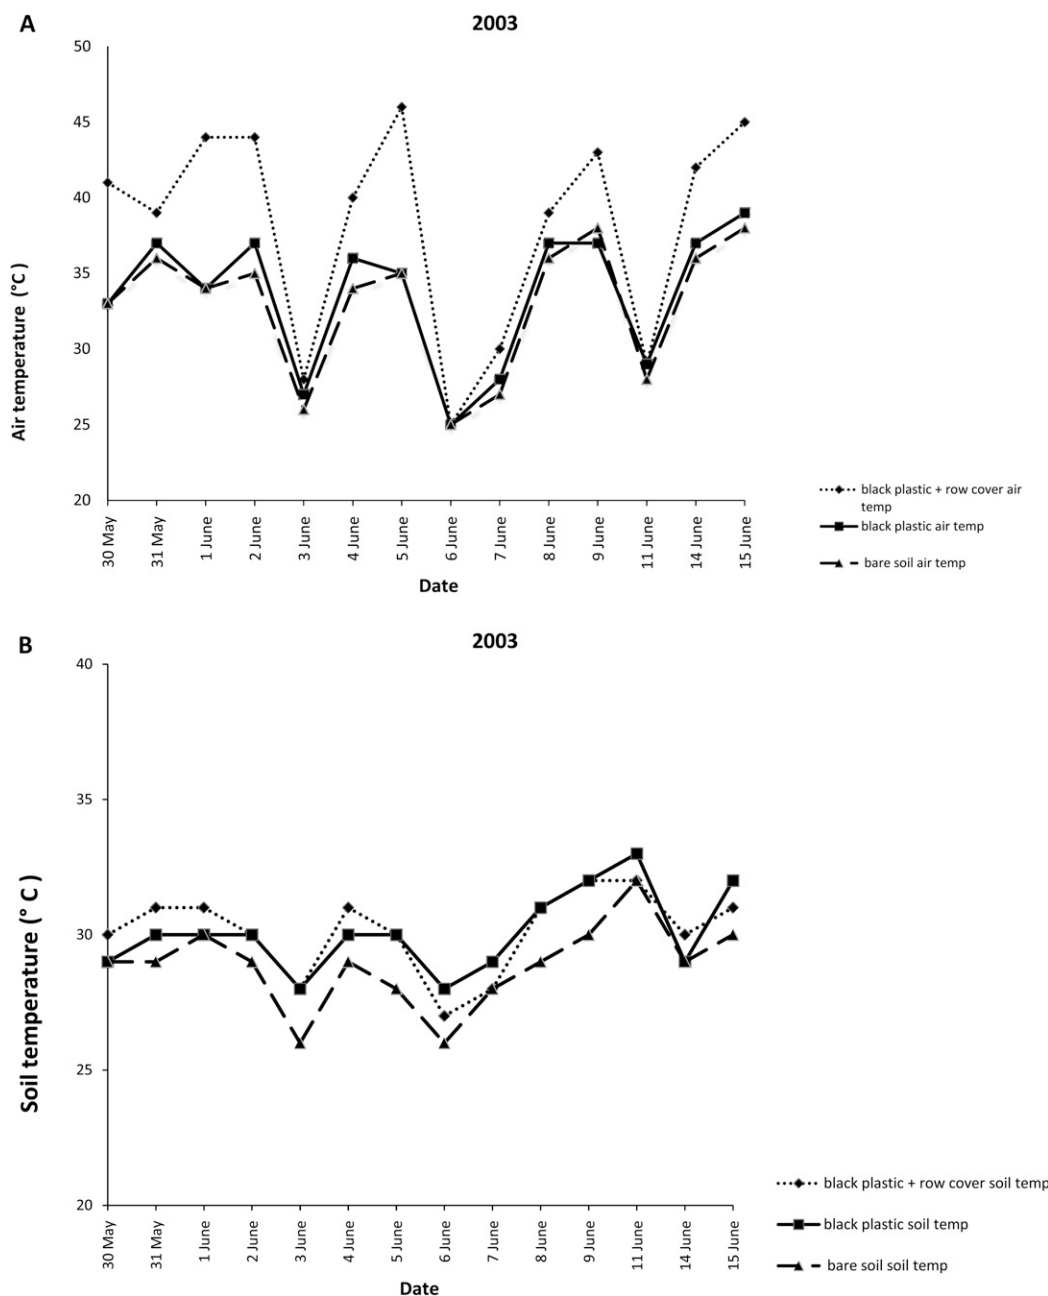 A
2003
50
45
40
35
30
25
20
Air temperature (°C )
30 May
31 May
1 June
2 June
3 June
4 June
5 June
6 June
7 June
8 June
9 June
11 June
14 June
15 June
Date
black plastic + row cover air
temp
black plastic air temp
bare soil air temp
B
2003
40
35
30
25
20
Soil temperature (° C )
30 May
31 May
1 June
2 June
3 June
4 June
5 June
6 June
7 June
8 June
9 June
11 June
14 June
15 June
Date
black plastic + row cover soil temp
black plastic soil temp
bare soil soil temp